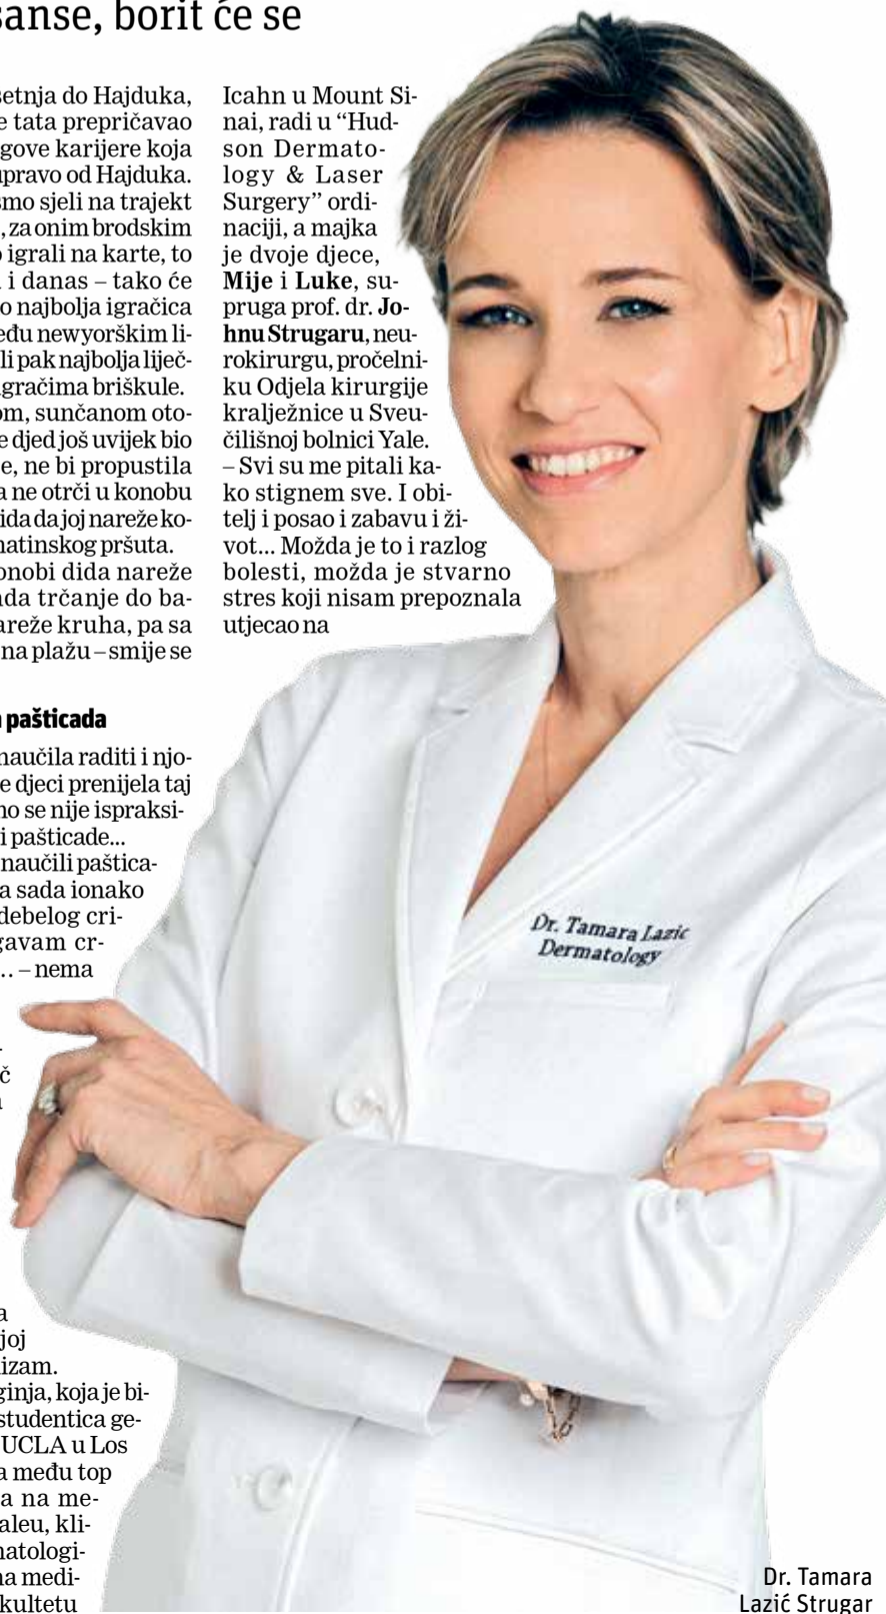 sanse, borit će se
setnja do Hajduka,
e tata prepričavao
gove karijere koja
upravo od Hajduka.
smo sjeli na trajekt
, za onim brodskim
o igrali na karte, to
i danas – tako će
o najbolja igračica
eđu newyorškim li-
li pak najbolja liječ-
igračima briškule.
om, sunčanom oto-
e djed još uvijek bio
e, ne bi propustila
a ne otrči u konobu
ida da joj nareže ko-
matinskog pršuta.
onobi dida nareže
da trčanje do ba-
areže kruha, pa sa
na plažu – smije se
pašticada
naučila raditi i njo-
e djeci prenijela taj
no se nije ispraksi-
i pašticade...
naučili paštica-
a sada ionako
debelog cri-
gavam cr-
.. – nema
-
č
a
joj
izam.
ginja, koja je bi-
studentica ge-
UCLA u Los
a među top
a na me-
aleu, kli-
matologi-
na medi-
kultetu
Icahn u Mount Si-
nai, radi u “Hud-
son Dermato-
logy & Laser
Surgery” ordi-
naciji, a majka
je dvoje djece,
Mije i Luke, su-
pruga prof. dr. Jo-
hnu Strugaru, neu-
rokirurgu, pročelni-
ku Odjela kirurgije
kralježnice u Sveu-
čilišnoj bolnici Yale.
– Svi su me pitali ka-
ko stignem sve. I obi-
telj i posao i zabavu i ži-
vot... Možda je to i razlog
bolesti, možda je stvarno
stres koji nisam prepoznala
utjecao na
Dr. Tamara Lazic
Dermatology
Dr. Tamara
Lazić Strugar